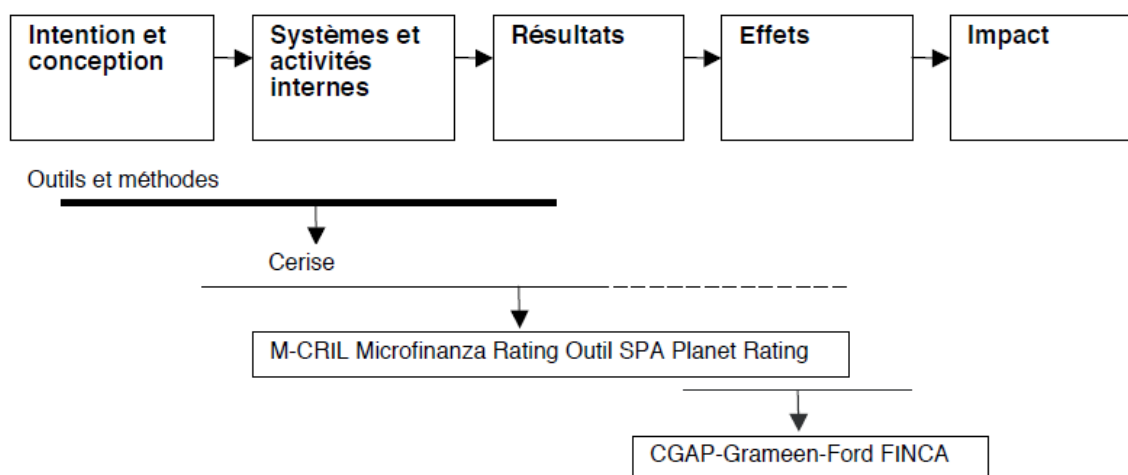 Intention et
conception
Systèmes et
activités
internes
Résultats
Effets
Impact
Outils et méthodes
Cerise
M-CRIL Microfinanza Rating Outil SPA Planet Rating
CGAP-Grameen-Ford FINCA